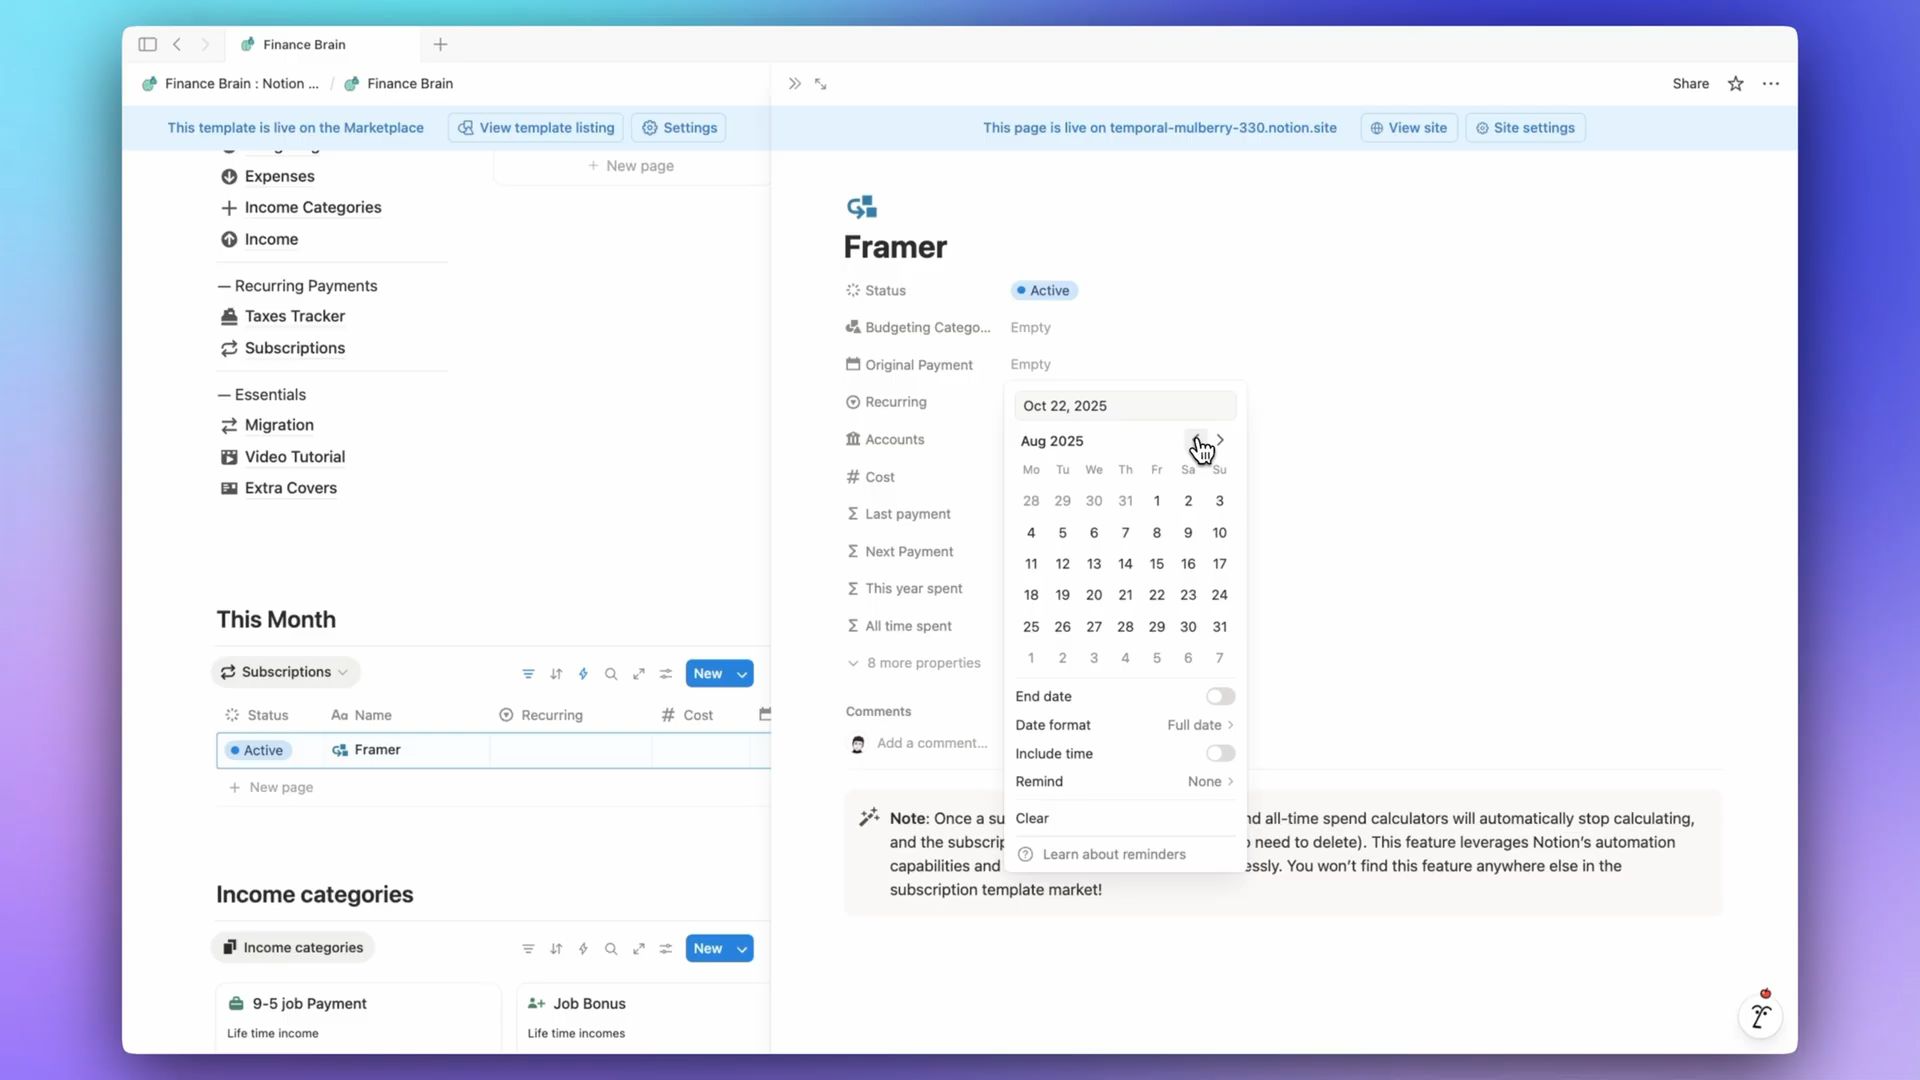 Finance Brain
Finance Brain : Notion ... / Finance Brain
Share
This template is live on the Marketplace
View template listing
Settings
This page is live on temporal-mulberry-330.notion.site
View site
Site settings
+ New page
Expenses
Income Categories
Income
— Recurring Payments
Taxes Tracker
Subscriptions
— Essentials
Migration
Video Tutorial
Extra Covers
This Month
Subscriptions
New
Status
Aa Name
Recurring
# Cost
Active
Framer
+ New page
Income categories
Income categories
New
9-5 job Payment
Life time income
Job Bonus
Life time incomes
Framer
Status
Active
Budgeting Catego...
Empty
Original Payment
Empty
Recurring
Accounts
# Cost
Σ Last payment
Σ Next Payment
Σ This year spent
Σ All time spent
8 more properties
Comments
Add a comment...
Oct 22, 2025
Aug 2025
Mo Tu We Th Fr Sa Su
28 29 30 31 1 2 3
4 5 6 7 8 9 10
11 12 13 14 15 16 17
18 19 20 21 22 23 24
25 26 27 28 29 30 31
1 2 3 4 5 6 7
End date
Date format Full date
Include time
Remind None
Clear
Learn about reminders
Note: Once a su
nd all-time spend calculators will automatically stop calculating,
and the subscrip
need to delete). This feature leverages Notion's automation
capabilities and
essly. You won't find this feature anywhere else in the
subscription template market!